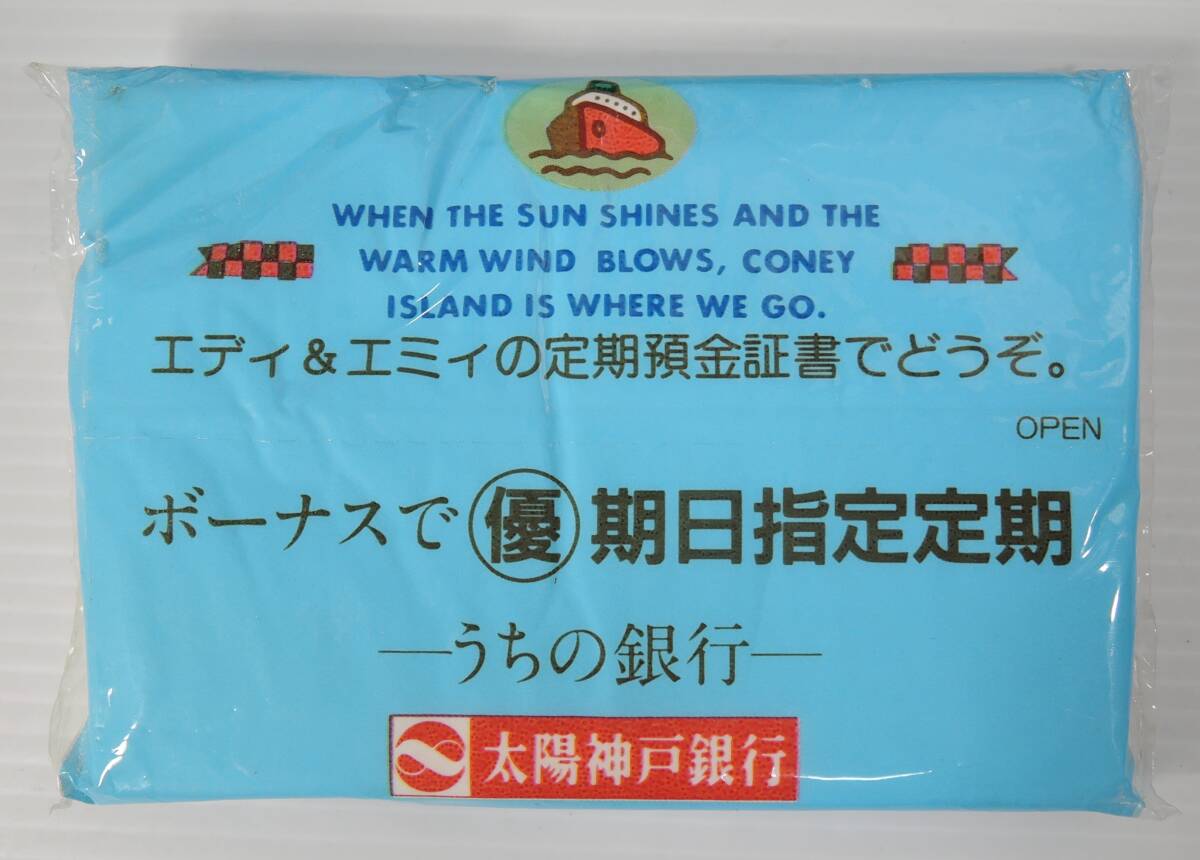 WHEN THE SUN SHINES AND THE
WARM WIND BLOWS, CONEY
ISLAND IS WHERE WE GO.
エディ&エミィの定期預金証書でどうぞ。
OPEN
ボーナスで㊝期日指定定期
—うちの銀行—
太陽神戸銀行